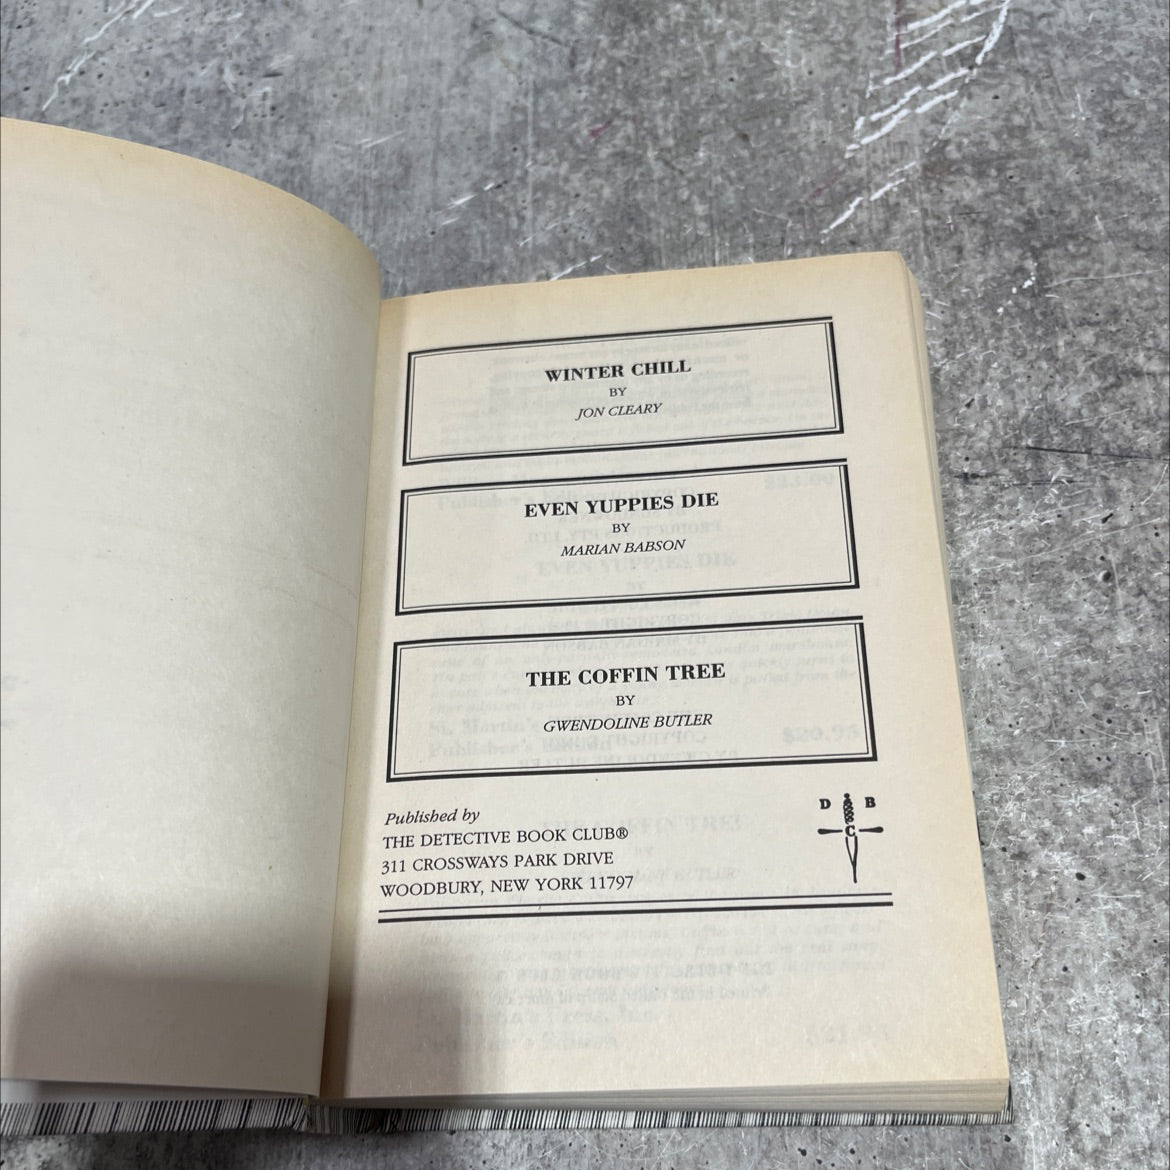 WINTER CHILL
BY
JON CLEARY
EVEN YUPPIES DIE
BY
MARIAN BABSON
THE COFFIN TREE
BY
GWENDOLINE BUTLER
Published by
THE DETECTIVE BOOK CLUB®
311 CROSSWAYS PARK DRIVE
WOODBURY, NEW YORK 11797
D B
C